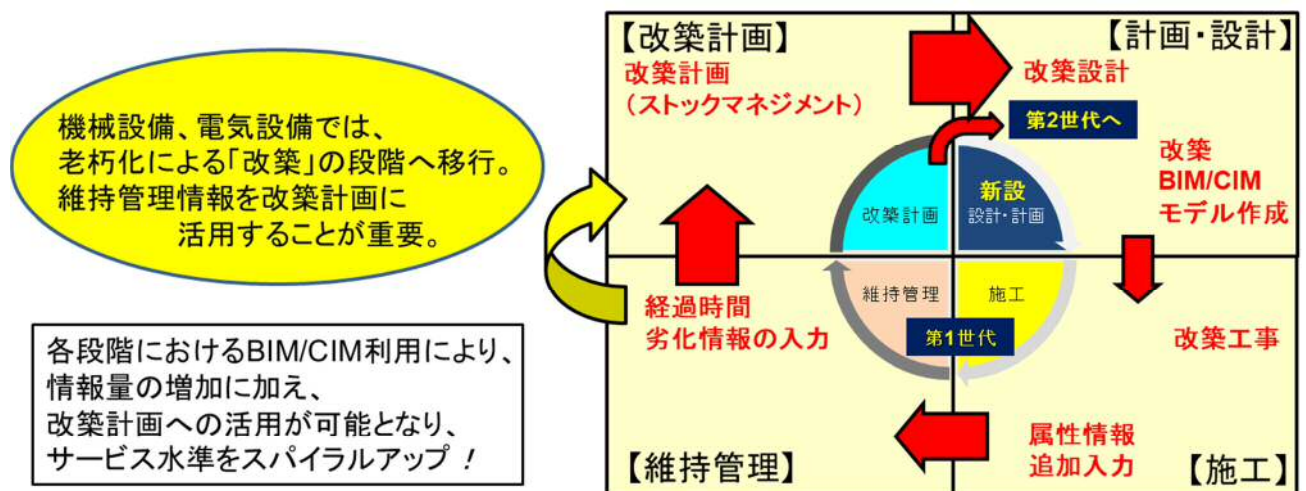 機械設備、電気設備では、
老朽化による「改築」の段階へ移行。
維持管理情報を改築計画に
活用することが重要。
各段階におけるBIM/CIM利用により、
情報量の増加に加え、
改築計画への活用が可能となり、
サービス水準をスパイラルアップ！
【改築計画】
改築計画
（ストックマネジメント）
【計画・設計】
改築設計
第2世代へ
改築
BIM/CIM
モデル作成
改築計画
新設
設計・計画
維持管理
施工
第1世代
経過時間
劣化情報の入力
改築工事
属性情報
追加入力
【維持管理】
【施工】